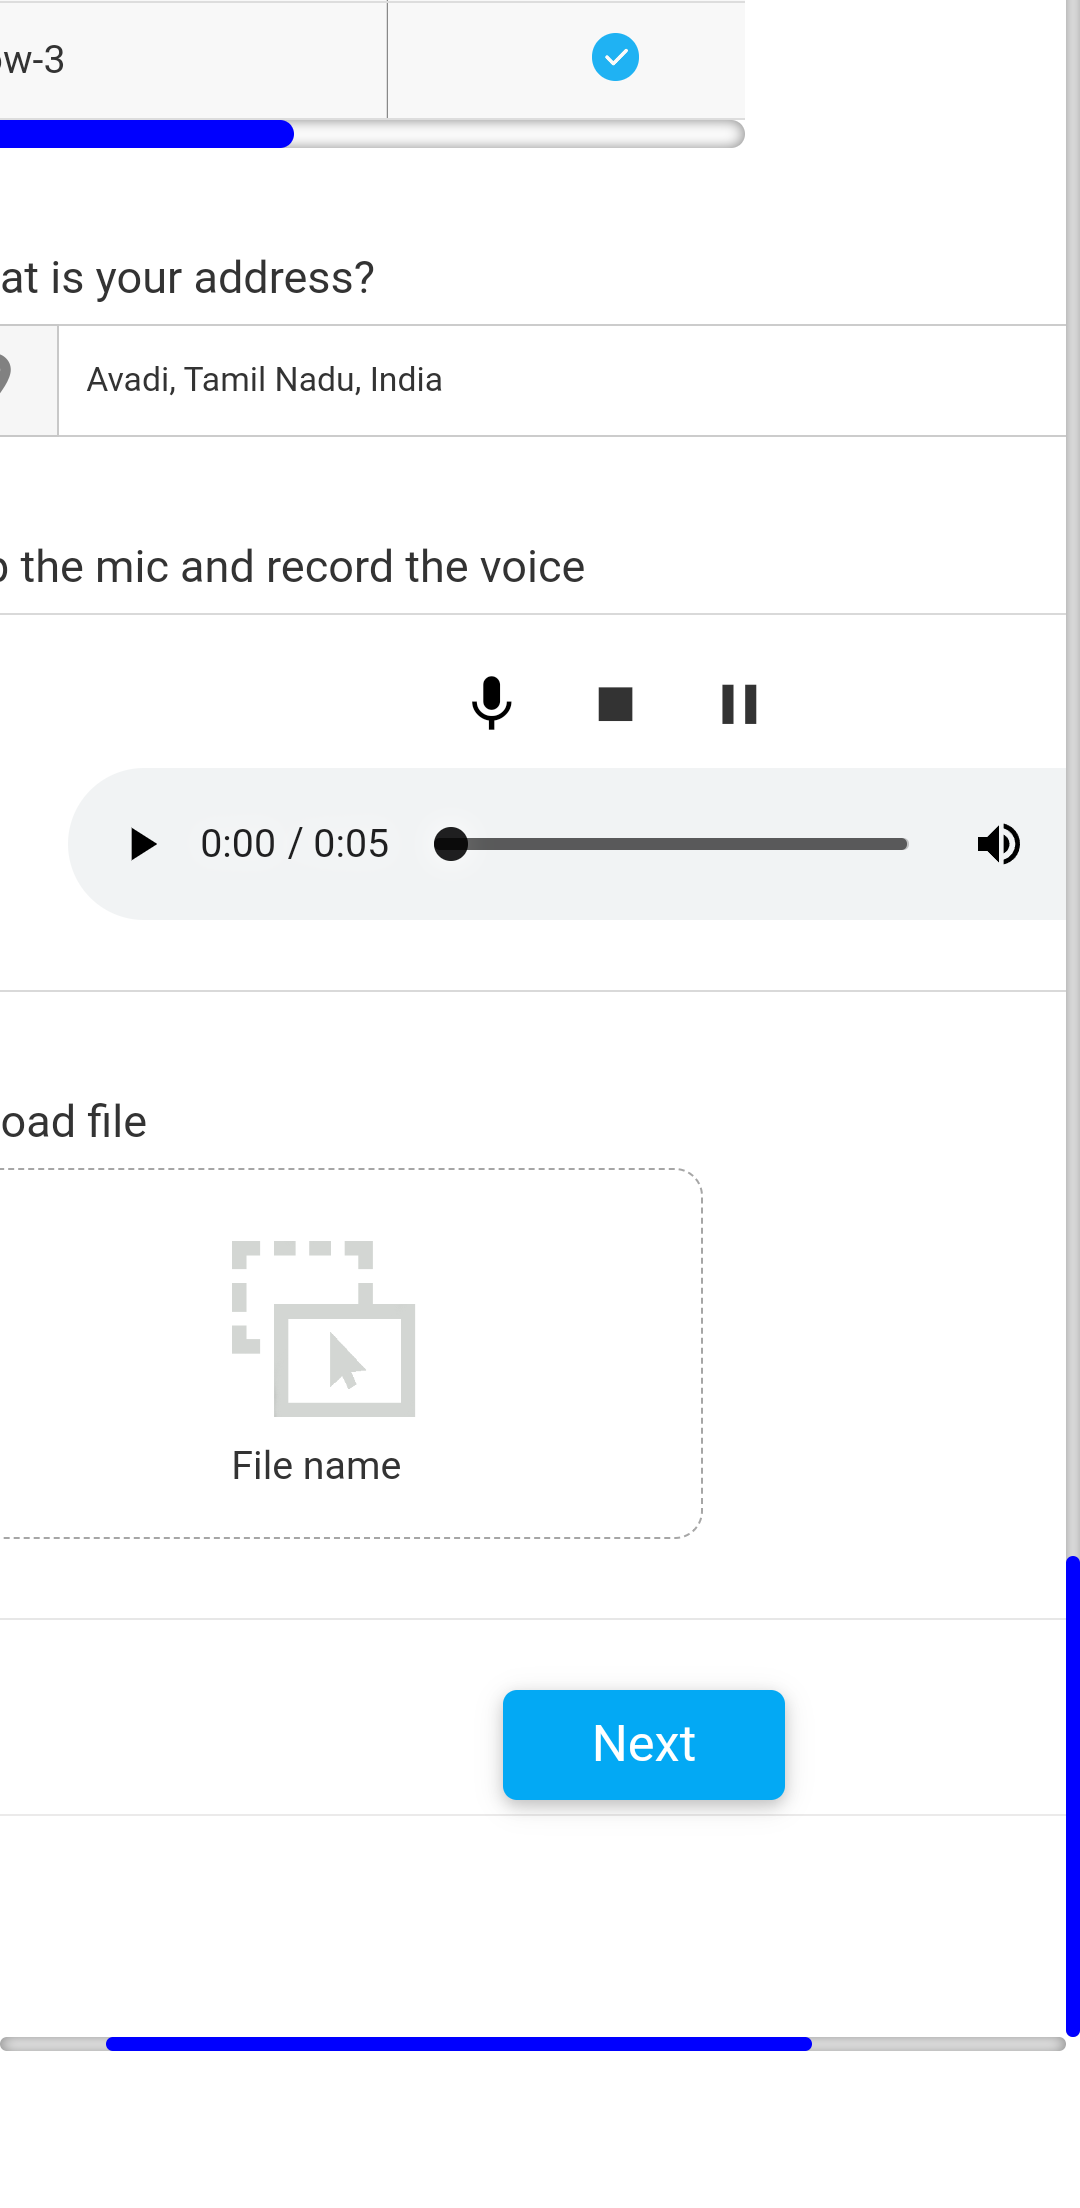 ow-3
at is your address?
Avadi, Tamil Nadu, India
the mic and record the voice
0:00 / 0:05
oad file
File name
Next